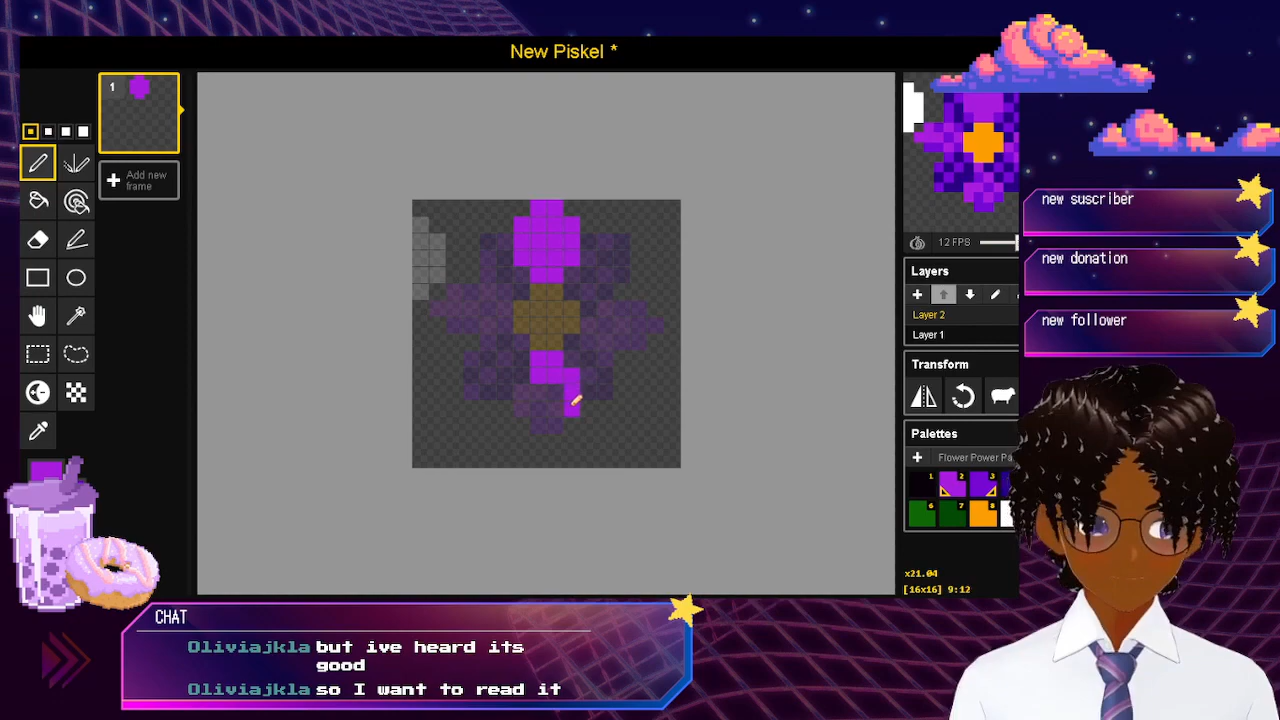 New Piskel *
1
Add new
frame
12 FPS
Layers
Layer 2
Layer 1
Transform
Palettes
Flower Power Pa
1 2 3
6 7 8
x21.04
[16x16] 9:12
new suscriber
new donation
new follower
CHAT
Oliviajkla but ive heard its
good
Oliviajkla so I want to read it